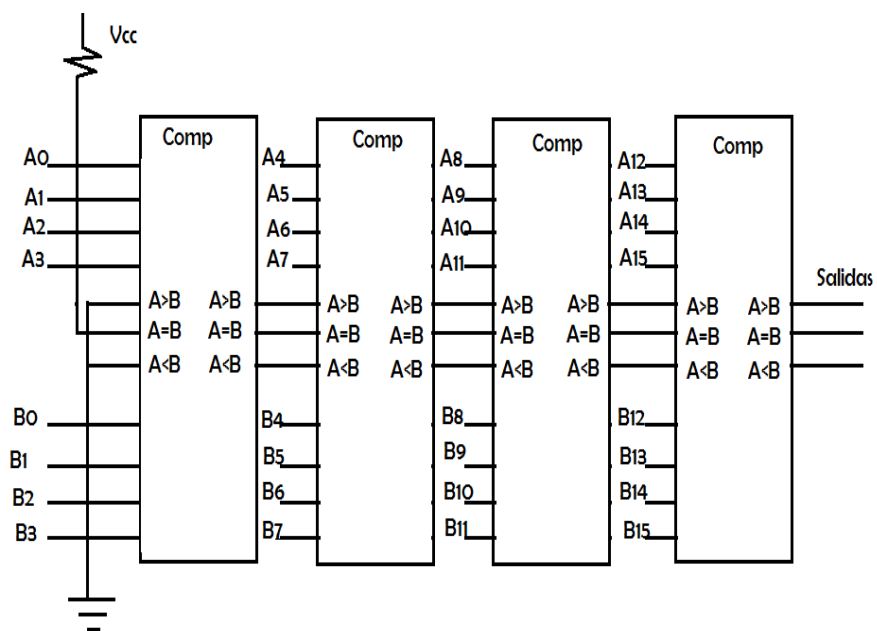 Vcc
Comp Comp Comp Comp
A0 A4 A8 A12
A1 A5 A9 A13
A2 A6 A10 A14
A3 A7 A11 A15
Salidas
A>B A>B A>B A>B A>B A>B A>B A>B
A=B A=B A=B A=B A=B A=B A=B A=B
A<B A<B A<B A<B A<B A<B A<B A<B
B0 B4 B8 B12
B1 B5 B9 B13
B2 B6 B10 B14
B3 B7 B11 B15